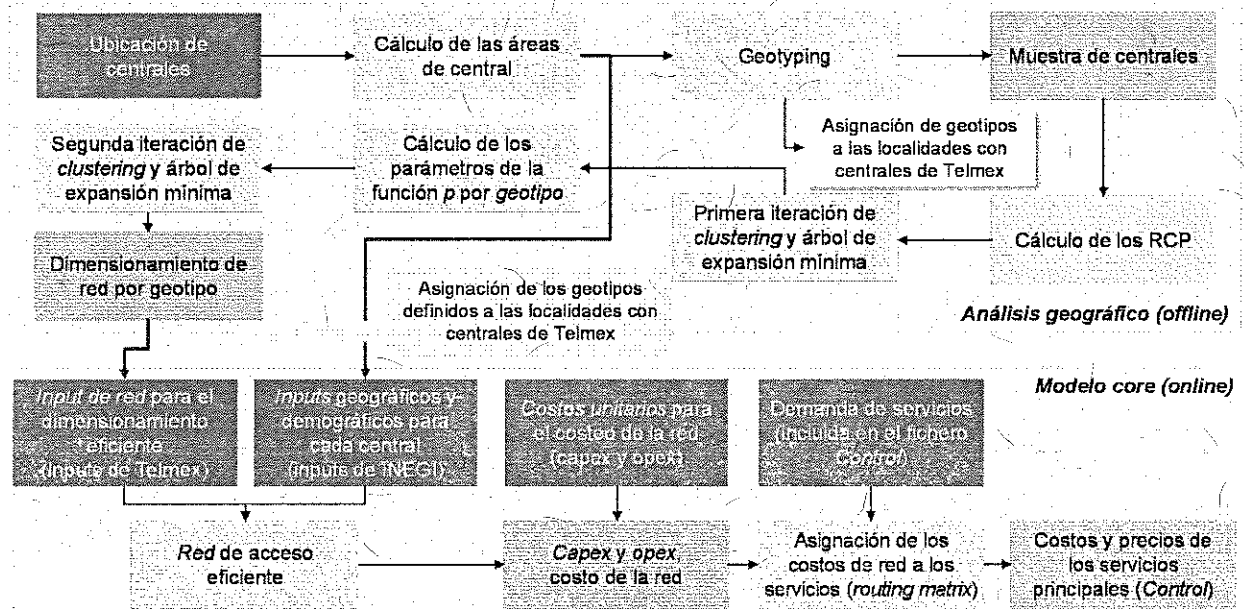 Ubicación de
centrales
Cálculo de las áreas
de central
Geotyping
Muestra de centrales
Segunda iteración de
clustering y árbol de
expansión mínima
Cálculo de los
parámetros de la
función p por geotipo
Asignación de geotipos
a las localidades con
centrales de Telmex
Primera iteración de
clustering y árbol de
expansión mínima
Cálculo de los RCP
Dimensionamiento de
red por geotipo
Asignación de los geotipos
definidos a las localidades con
centrales de Telmex
Análisis geográfico (offline)
Modelo core (online)
Input de red para el
dimensionamiento
eficiente
(inputs de Telmex)
Inputs geográficos y
demográficos para
cada central
(inputs de INEGI)
Costos unitarios para
el costeo de la red
(capex y opex)
Demanda de servicios
(incluida en el fichero
Control)
Red de acceso
eficiente
Capex y opex
costo de la red
Asignación de los
costos de red a los
servicios (routing matrix)
Costos y precios de
los servicios
principales (Control)